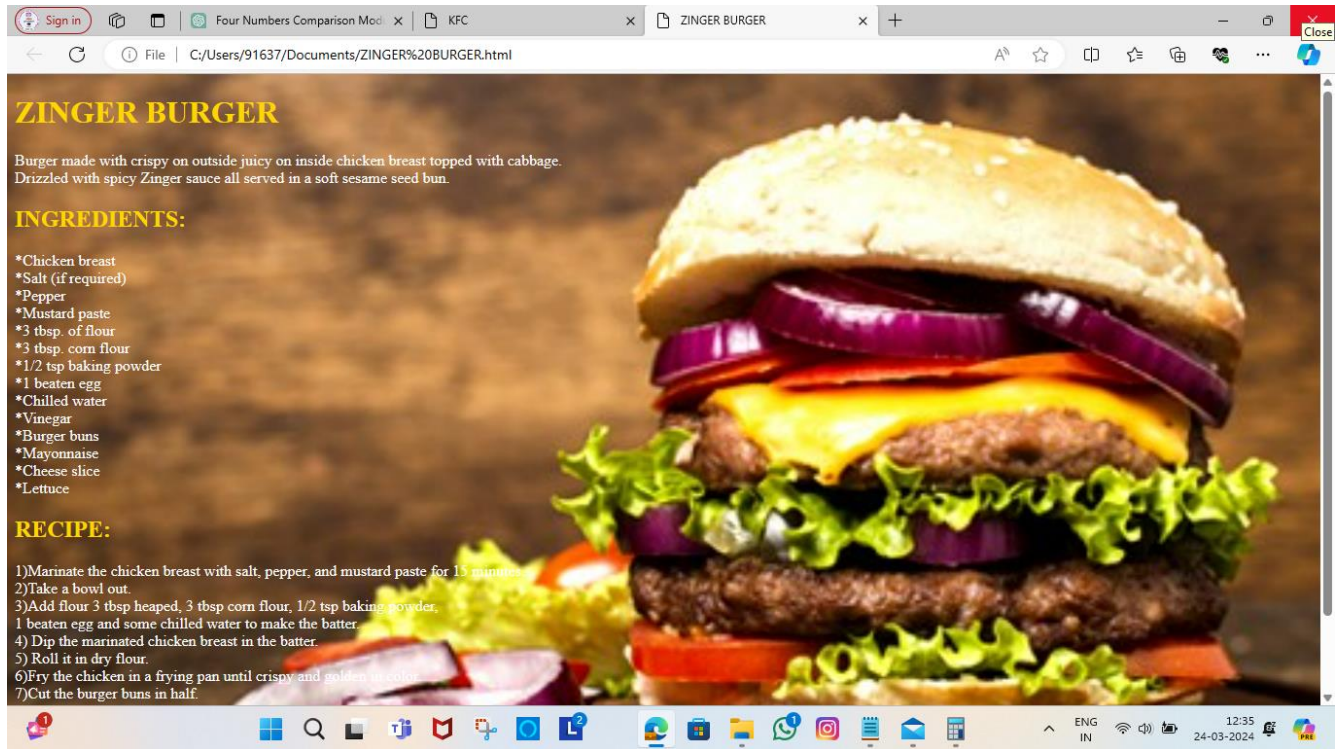 Sign in
Four Numbers Comparison Mod
KFC
ZINGER BURGER
Close
File
C:/Users/91637/Documents/ZINGER%20BURGER.html
ZINGER BURGER
Burger made with crispy on outside juicy on inside chicken breast topped with cabbage.
Drizzled with spicy Zinger sauce all served in a soft sesame seed bun.
INGREDIENTS:
*Chicken breast
*Salt (if required)
*Pepper
*Mustard paste
*3 tbsp. of flour
*3 tbsp. corn flour
*1/2 tsp baking powder
*1 beaten egg
*Chilled water
*Vinegar
*Burger buns
*Mayonnaise
*Cheese slice
*Lettuce
RECIPE:
1)Marinate the chicken breast with salt, pepper, and mustard paste for 15 minutes.
2)Take a bowl out.
3)Add flour 3 tbsp heaped, 3 tbsp corn flour, 1/2 tsp baking powder,
1 beaten egg and some chilled water to make the batter.
4) Dip the marinated chicken breast in the batter.
5) Roll it in dry flour.
6)Fry the chicken in a frying pan until crispy and golden in color.
7)Cut the burger buns in half.
1
L 2
1
PRE
ENG
IN
12:35
24-03-2024